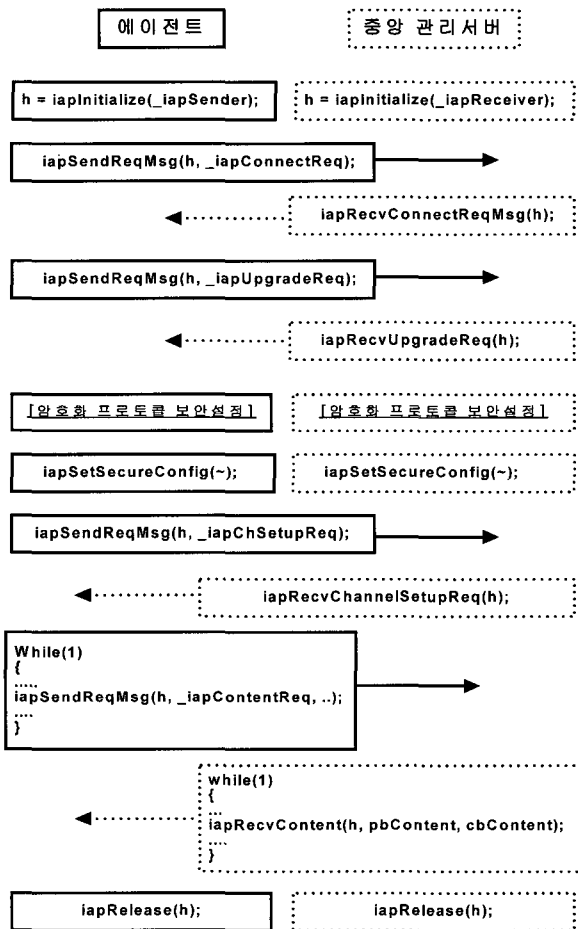 에이전트
중앙 관리서버
h = iapInitialize(_iapSender);
h = iapInitialize(_iapReceiver);
iapSendReqMsg(h, _iapConnectReq);
iapRecvConnectReqMsg(h);
iapSendReqMsg(h, _iapUpgradeReq);
iapRecvUpgradeReq(h);
[암호화 프로토콜 보안설정]
[암호화 프로토콜 보안설정]
iapSetSecureConfig(~);
iapSetSecureConfig(~);
iapSendReqMsg(h, _iapChSetupReq);
iapRecvChannelSetupReq(h);
While(1)
{
.....
iapSendReqMsg(h, _iapContentReq, ..);
....
}
while(1)
{
...
iapRecvContent(h, pbContent, cbContent);
....
}
iapRelease(h);
iapRelease(h);